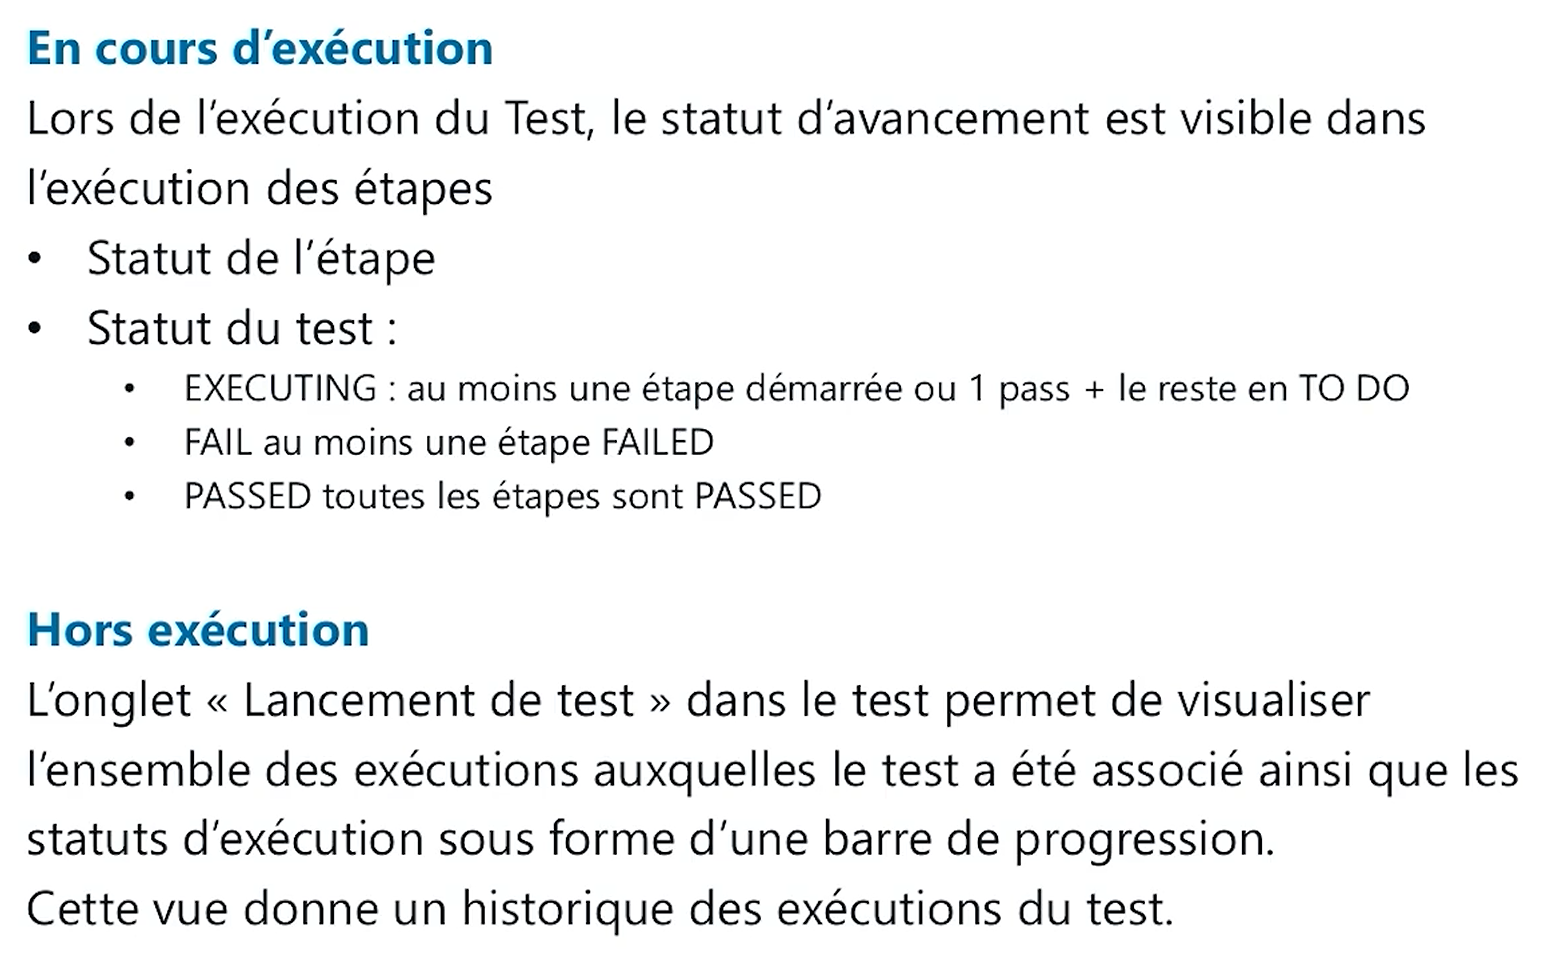 En cours d'exécution
Lors de l'exécution du Test, le statut d'avancement est visible dans
l'exécution des étapes
• Statut de l'étape
• Statut du test :
• EXECUTING : au moins une étape démarrée ou 1 pass + le reste en TO DO
• FAIL au moins une étape FAILED
• PASSED toutes les étapes sont PASSED
Hors exécution
L'onglet « Lancement de test » dans le test permet de visualiser
l'ensemble des exécutions auxquelles le test a été associé ainsi que les
statuts d'exécution sous forme d'une barre de progression.
Cette vue donne un historique des exécutions du test.